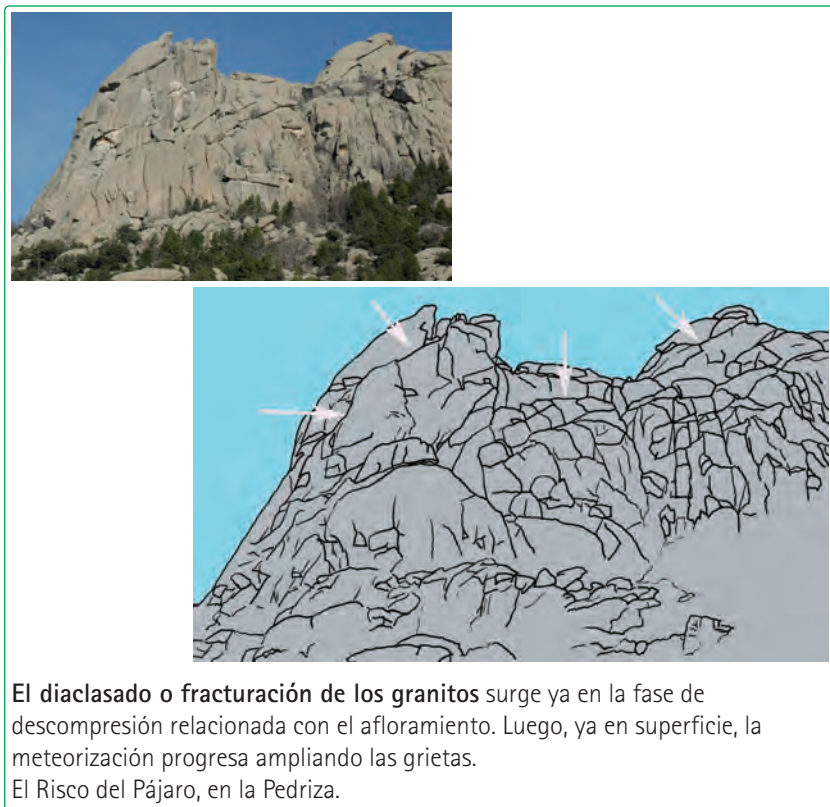 El diaclasado o fracturación de los granitos surge ya en la fase de
descompresión relacionada con el afloramiento. Luego, ya en superficie, la
meteorización progresa ampliando las grietas.
El Risco del Pájaro, en la Pedriza.